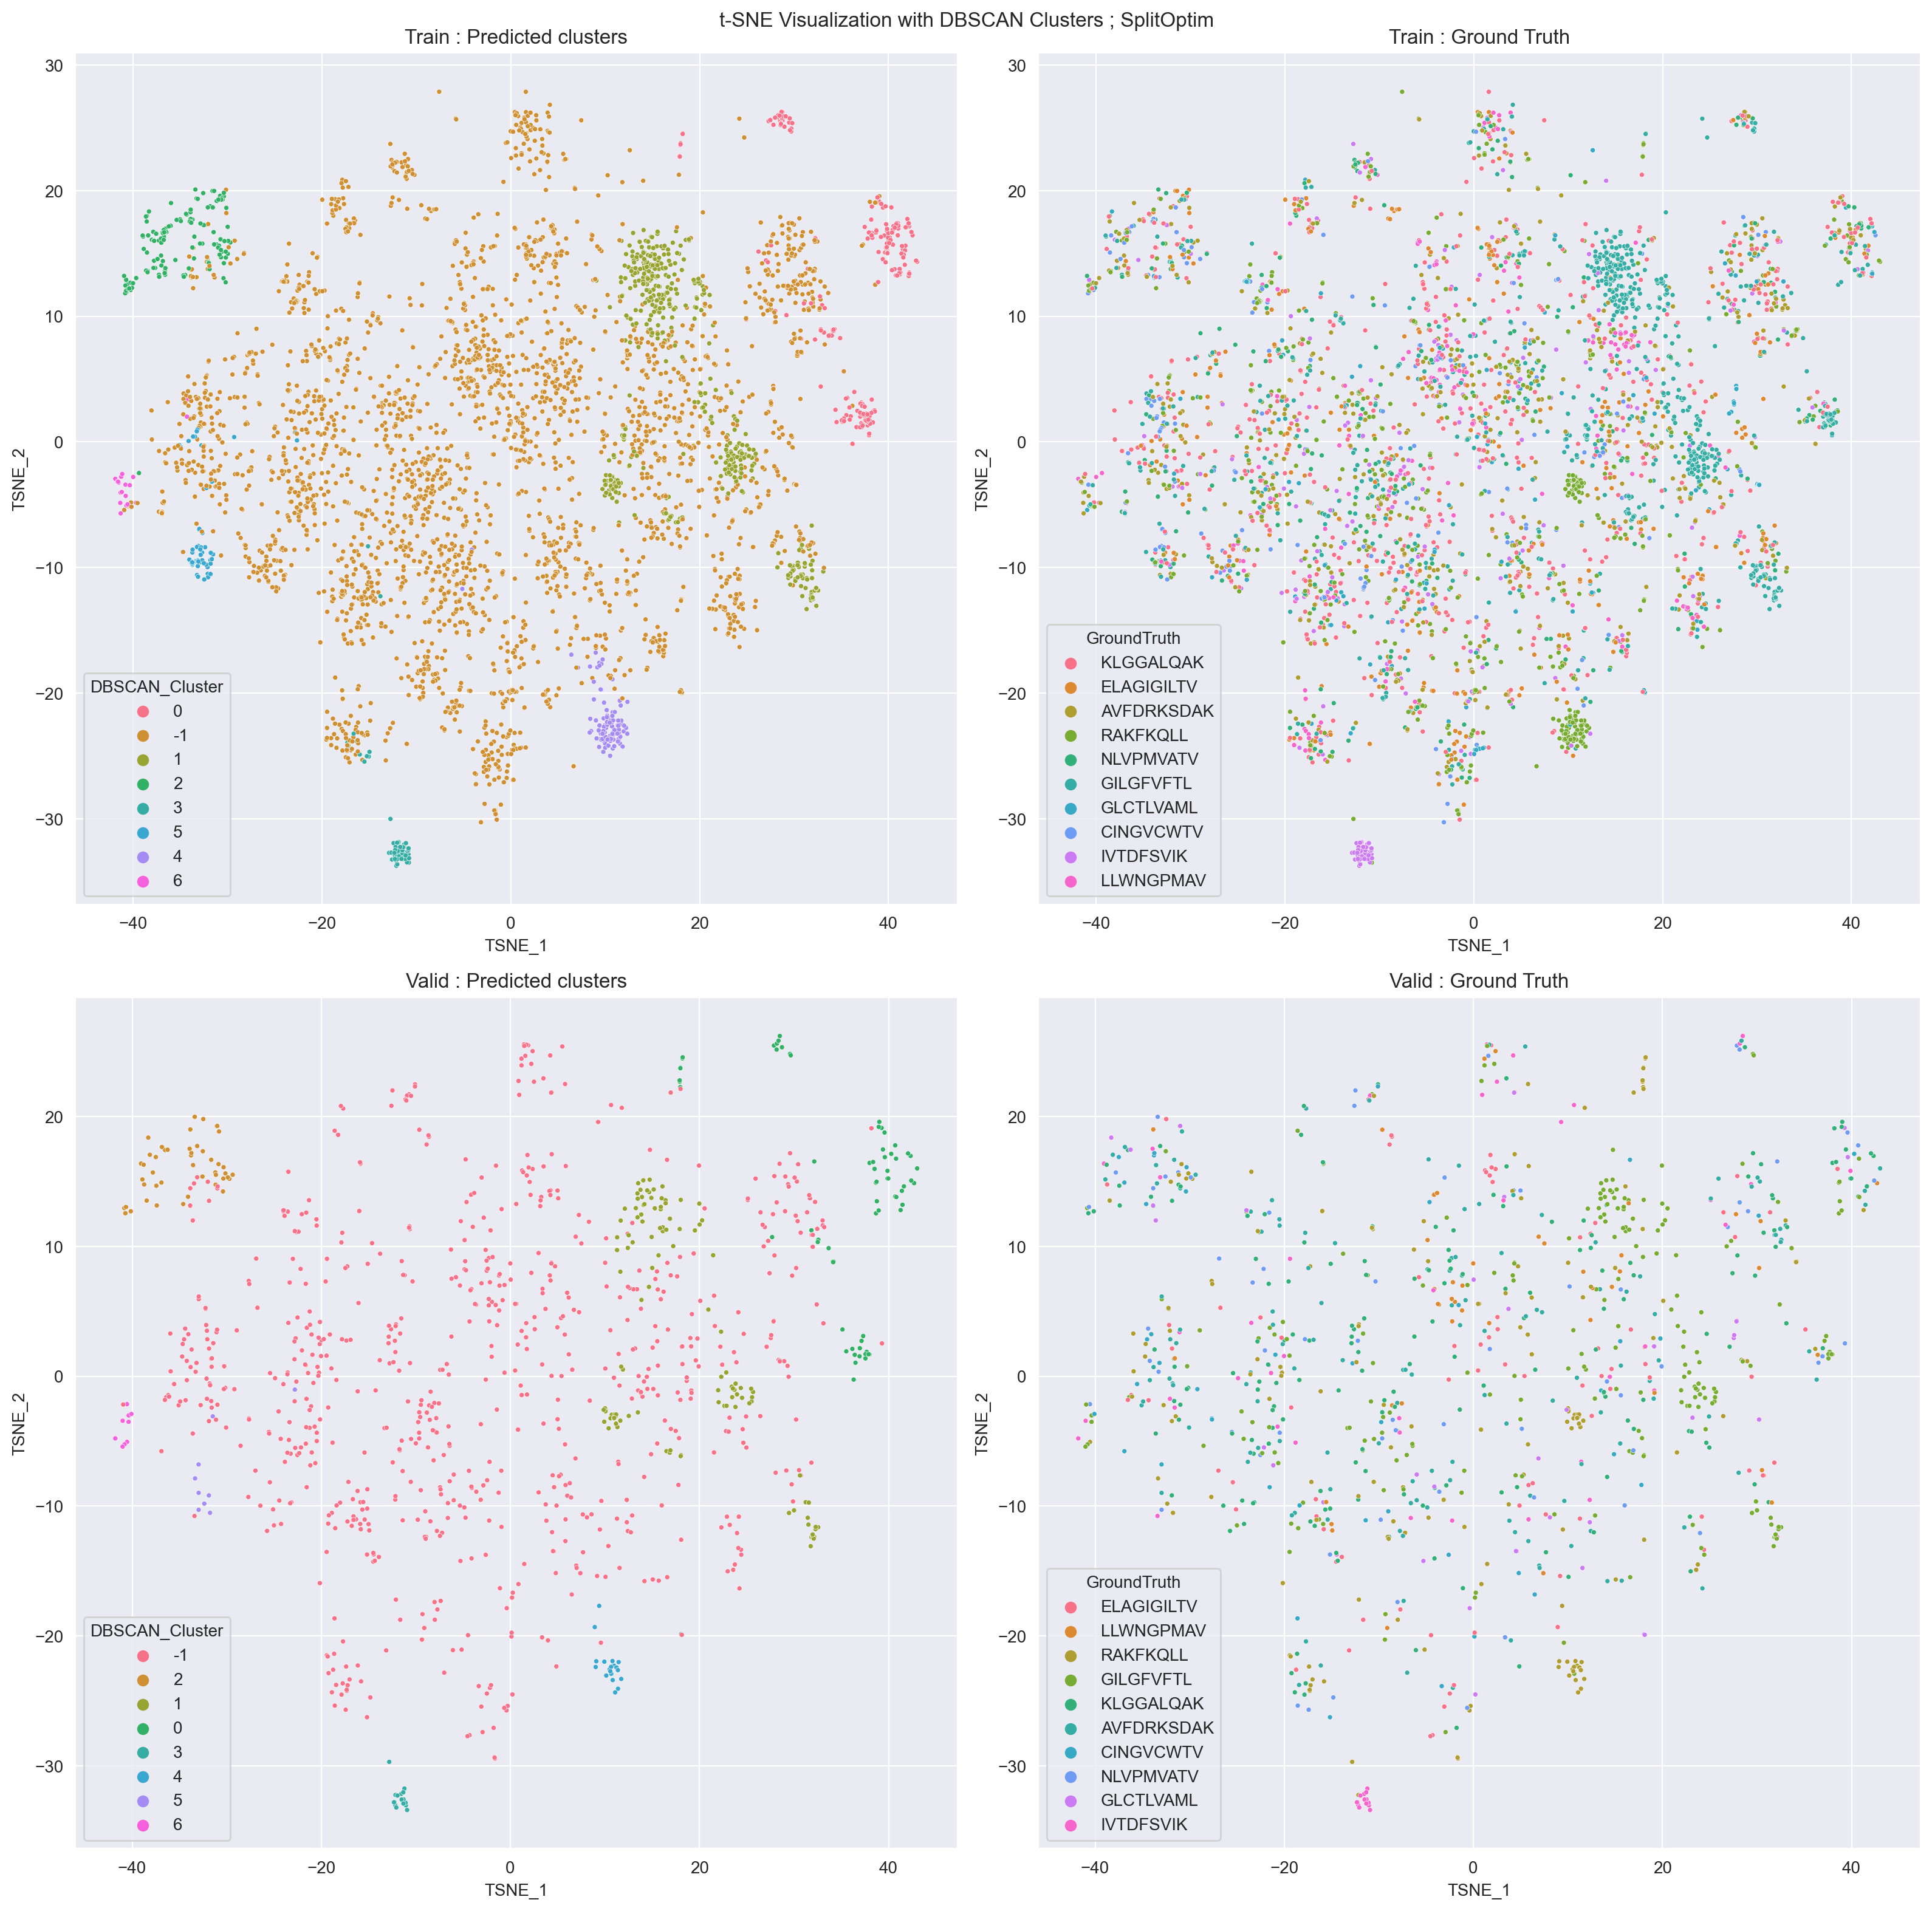 t-SNE Visualization with DBSCAN Clusters ; SplitOptim
Train : Predicted clusters
30
20
10
0
−10
−20
−30
TSNE_2
DBSCAN_Cluster
0
-1
1
2
3
5
4
6
−40
−20
0
20
40
TSNE_1
Train : Ground Truth
30
20
10
0
−10
−20
−30
TSNE_2
GroundTruth
KLGGALQAK
ELAGIGILTV
AVFDRKSDAK
RAKFKQLL
NLVPMVATV
GILGFVFTL
GLCTLVAML
CINGVCWTV
IVTDFSVIK
LLWNGPMAV
−40
−20
0
20
40
TSNE_1
Valid : Predicted clusters
20
10
0
−10
−20
−30
TSNE_2
DBSCAN_Cluster
-1
2
1
0
3
4
5
6
−40
−20
0
20
40
TSNE_1
Valid : Ground Truth
20
10
0
−10
−20
−30
TSNE_2
GroundTruth
ELAGIGILTV
LLWNGPMAV
RAKFKQLL
GILGFVFTL
KLGGALQAK
AVFDRKSDAK
CINGVCWTV
NLVPMVATV
GLCTLVAML
IVTDFSVIK
−40
−20
0
20
40
TSNE_1